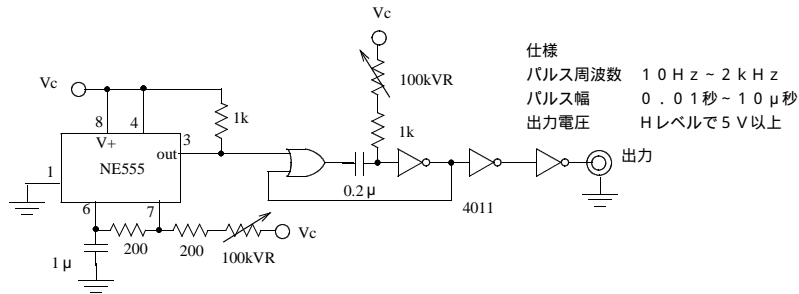 Vc
仕様
Vc
100kVR
パルス周波数 10Hz~2kHz
パルス幅 0.01秒~10μ秒
8
4
1k
1k
出力電圧 Hレベルで5V以上
V+
3
out
出力
1
NE555
0.2μ
6
7
4011
Vc
200
200
1μ
100kVR